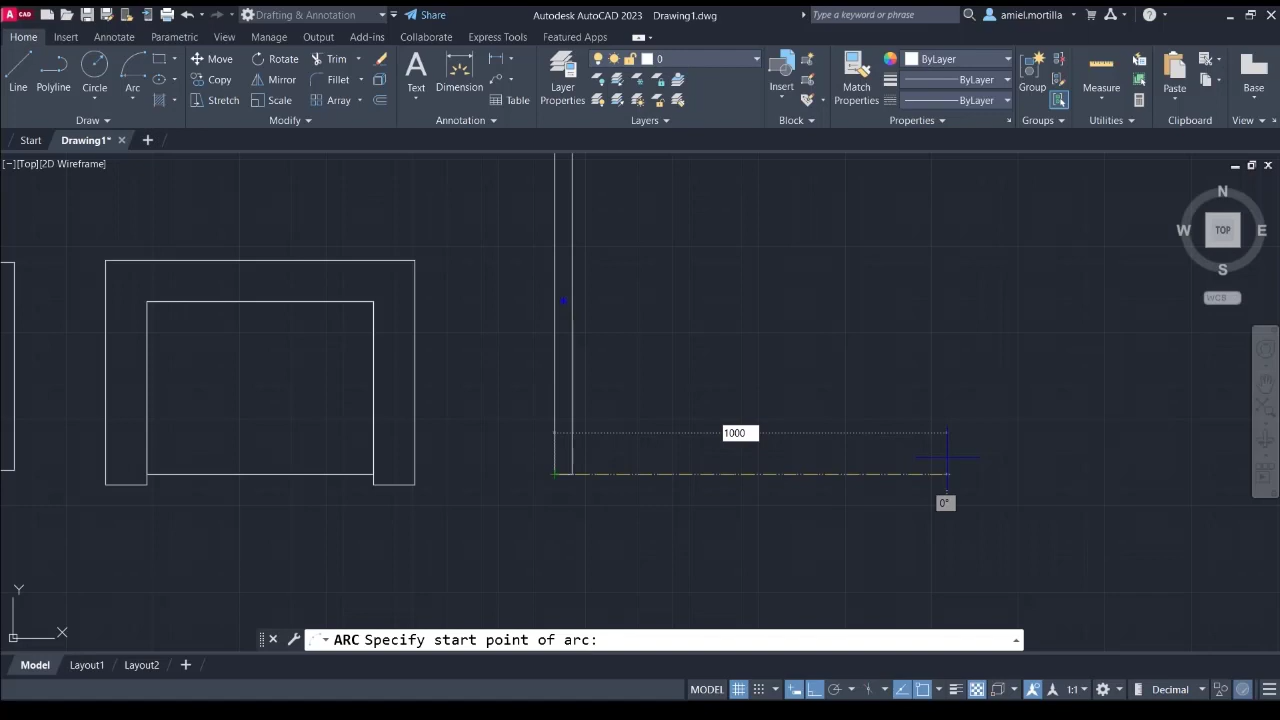 CAD
Drafting & Annotation
Share
Autodesk AutoCAD 2023 Drawing1.dwg
Type a keyword or phrase
amiel.mortilla
Home Insert Annotate Parametric View Manage Output Add-ins Collaborate Express Tools Featured Apps
Line Polyline Circle Arc
Move Rotate Trim
Copy Mirror Fillet
Stretch Scale Array
Text Dimension Table
Layer Properties
0
Insert
Match Properties
ByLayer
ByLayer
ByLayer
Group
Measure
Paste
Base
Draw Modify Annotation Layers Block Properties Groups Utilities Clipboard View
Start Drawing1*
[−][Top][2D Wireframe]
N
W TOP E
S
WCB
1000
0°
Y
X
ARC Specify start point of arc:
Model Layout1 Layout2
MODEL 1:1 Decimal